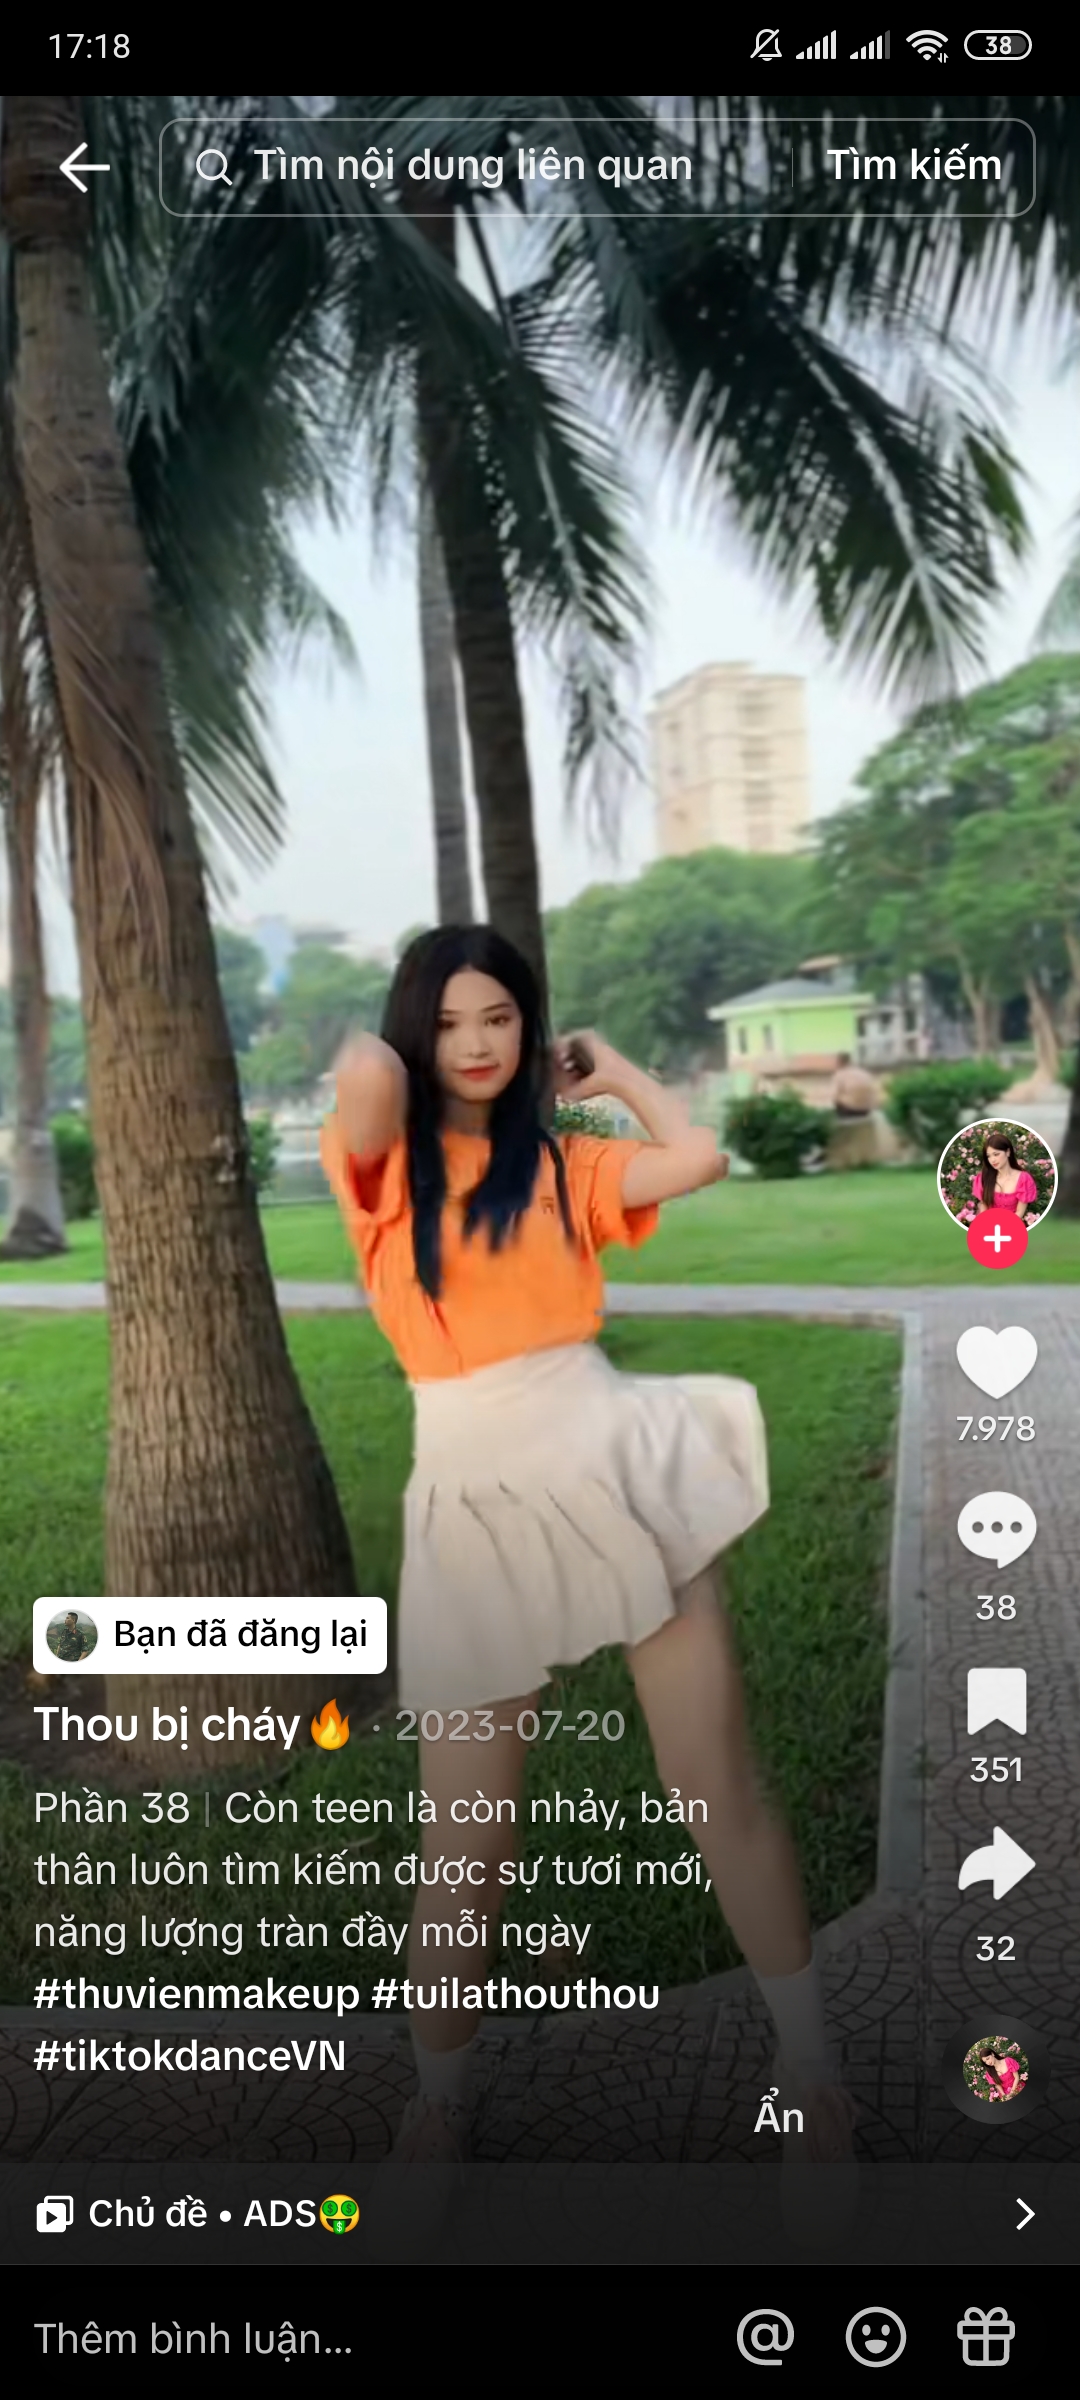 17:18
38
Tìm nội dung liên quan
Tìm kiếm
7.978
38
351
32
Bạn đã đăng lại
Thou bị cháy🔥 · 2023-07-20
Phần 38 | Còn teen là còn nhảy, bản
thân luôn tìm kiếm được sự tươi mới,
năng lượng tràn đầy mỗi ngày
#thuvienmakeup #tuilathouthou
#tiktokdanceVN
Ẩn
Chủ đề • ADS🤑
Thêm bình luận...